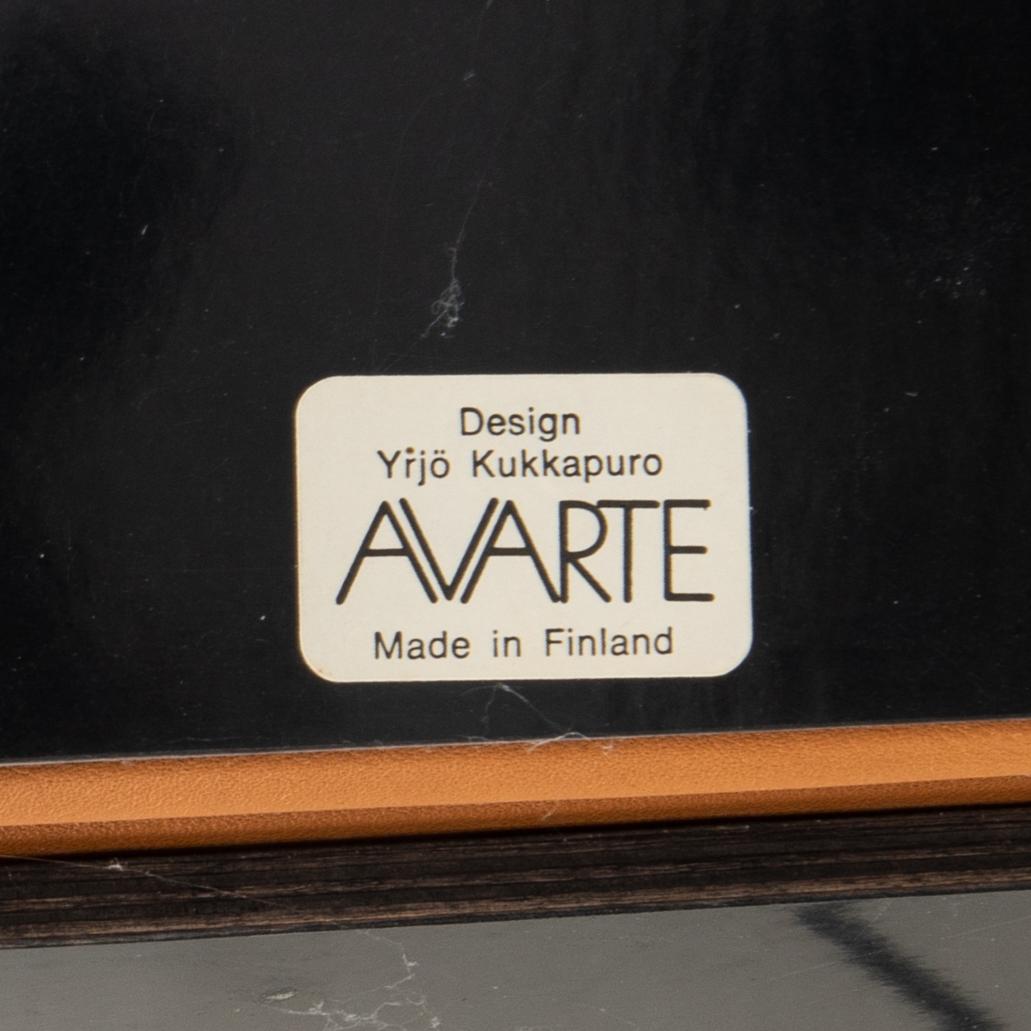 Design
Yrjö Kukkapuro
AVARTE
Made in Finland